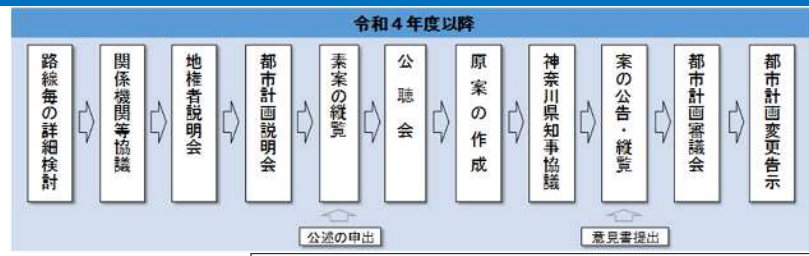 令和４年度以降
路線毎の詳細検討
関係機関等協議
地権者説明会
都市計画説明会
素案の縦覧
公聴会
原案の作成
神奈川県知事協議
案の公告・縦覧
都市計画審議会
都市計画変更告示
公述の申出
意見書提出